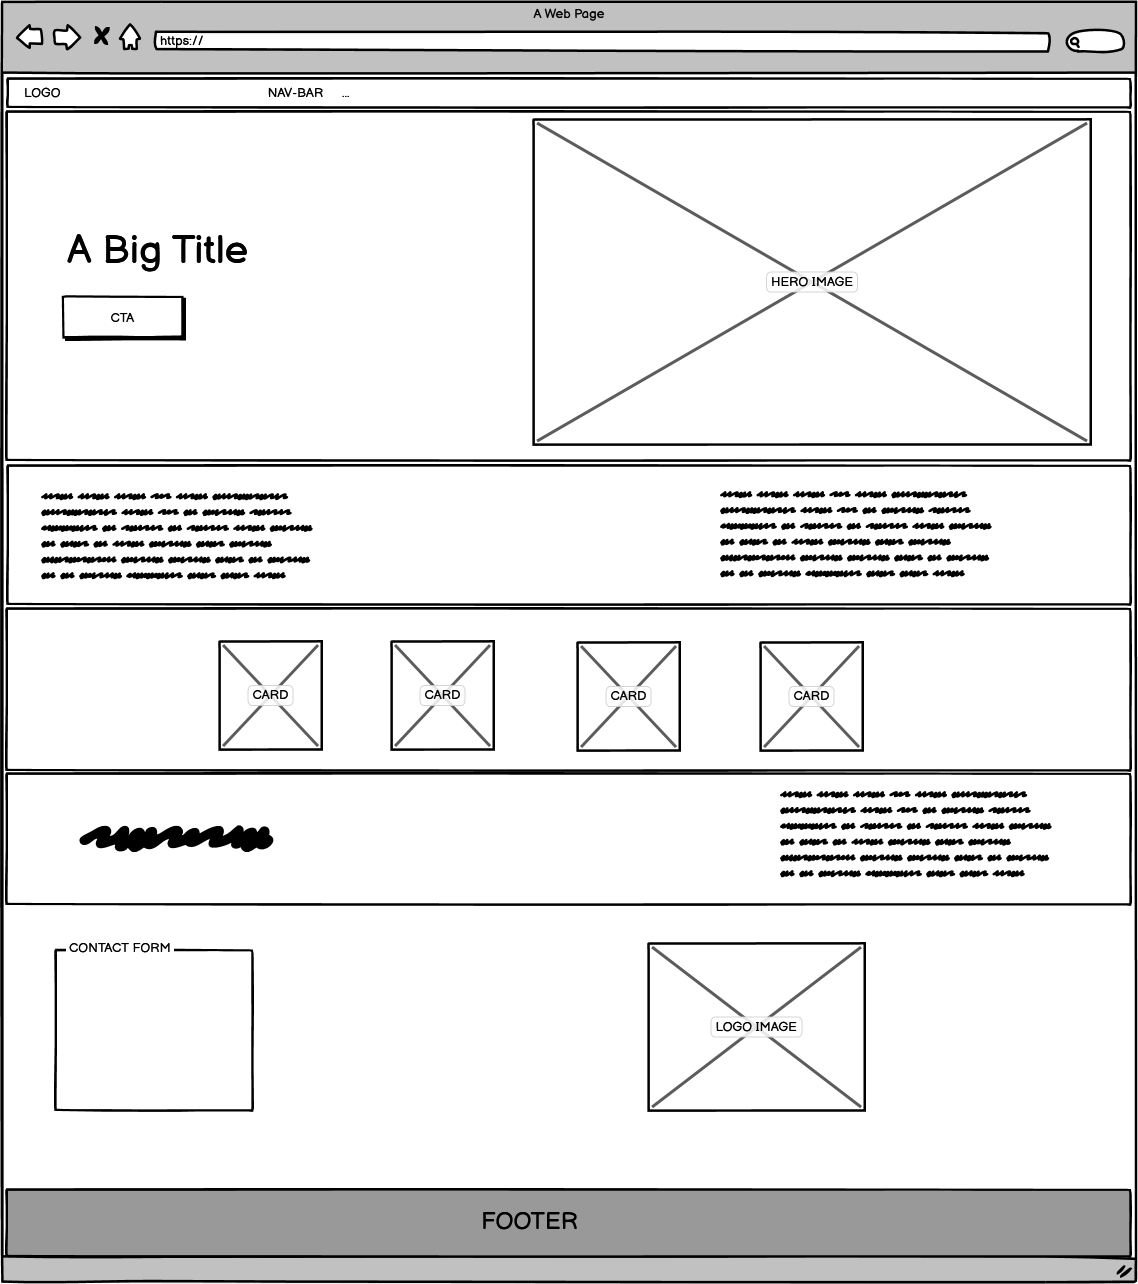 A Web Page
https://
LOGO
NAV-BAR ...
A Big Title
CTA
HERO IMAGE
CARD
CARD
CARD
CARD
CONTACT FORM
LOGO IMAGE
FOOTER